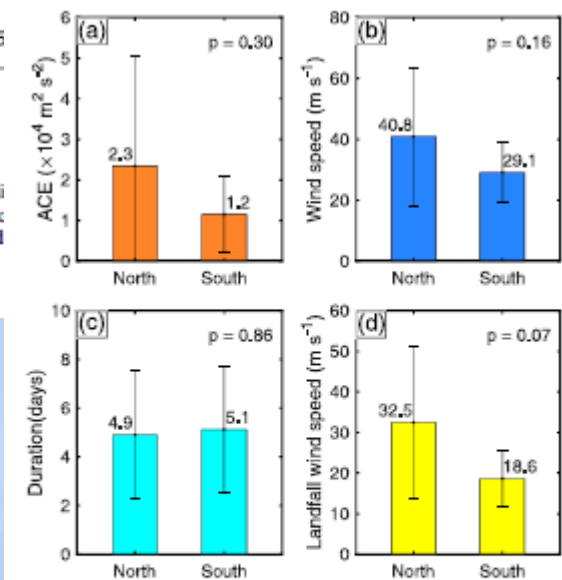 (a)
p = 0.30
ACE (×10⁴ m² s⁻²)
6
5
4
3
2
1
0
2.3
1.2
North South
(b)
p = 0.16
Wind speed (m s⁻¹)
80
60
40
20
0
40.8
29.1
North South
(c)
p = 0.86
Duration(days)
10
8
6
4
2
0
4.9
5.1
North South
(d)
p = 0.07
Landfall wind speed (m s⁻¹)
60
50
40
30
20
10
0
32.5
18.6
North South